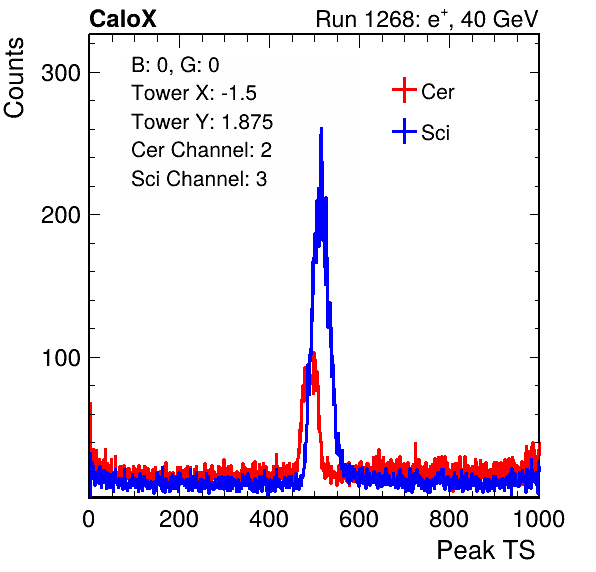 CaloX Run 1268: e⁺, 40 GeV
B: 0, G: 0
Tower X: -1.5
Tower Y: 1.875
Cer Channel: 2
Sci Channel: 3
Cer
Sci
Counts
300
200
100
0 200 400 600 800 1000
Peak TS